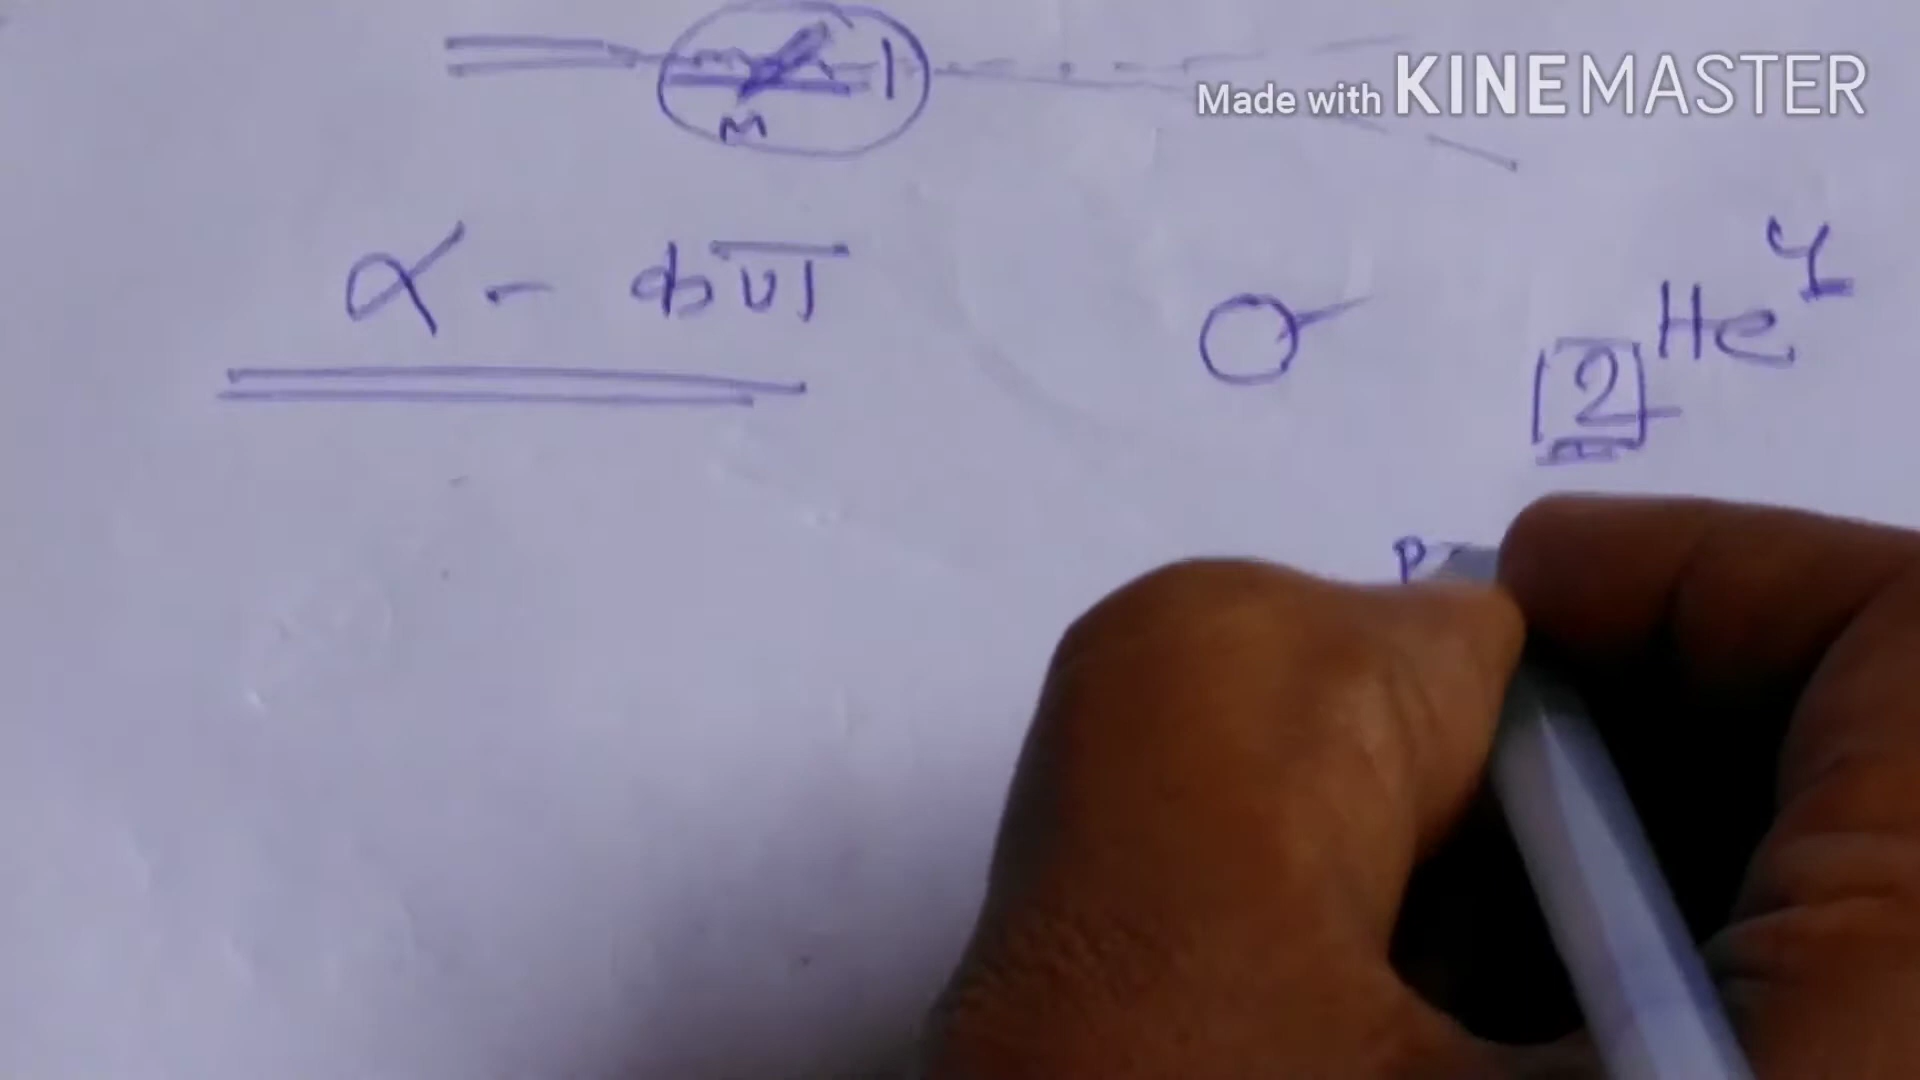 Made with KINEMASTER
m
α - कण
2He4
P